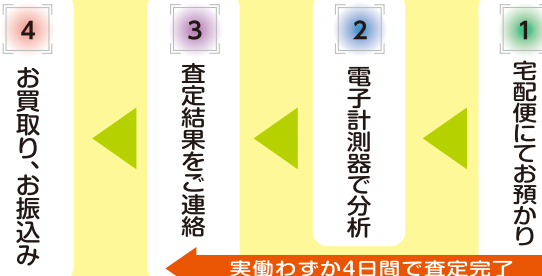 1
宅配便にてお預かり
2
電子計測器で分析
3
査定結果をご連絡
4
お買取り、お振込み
実働わずか4日間で査定完了